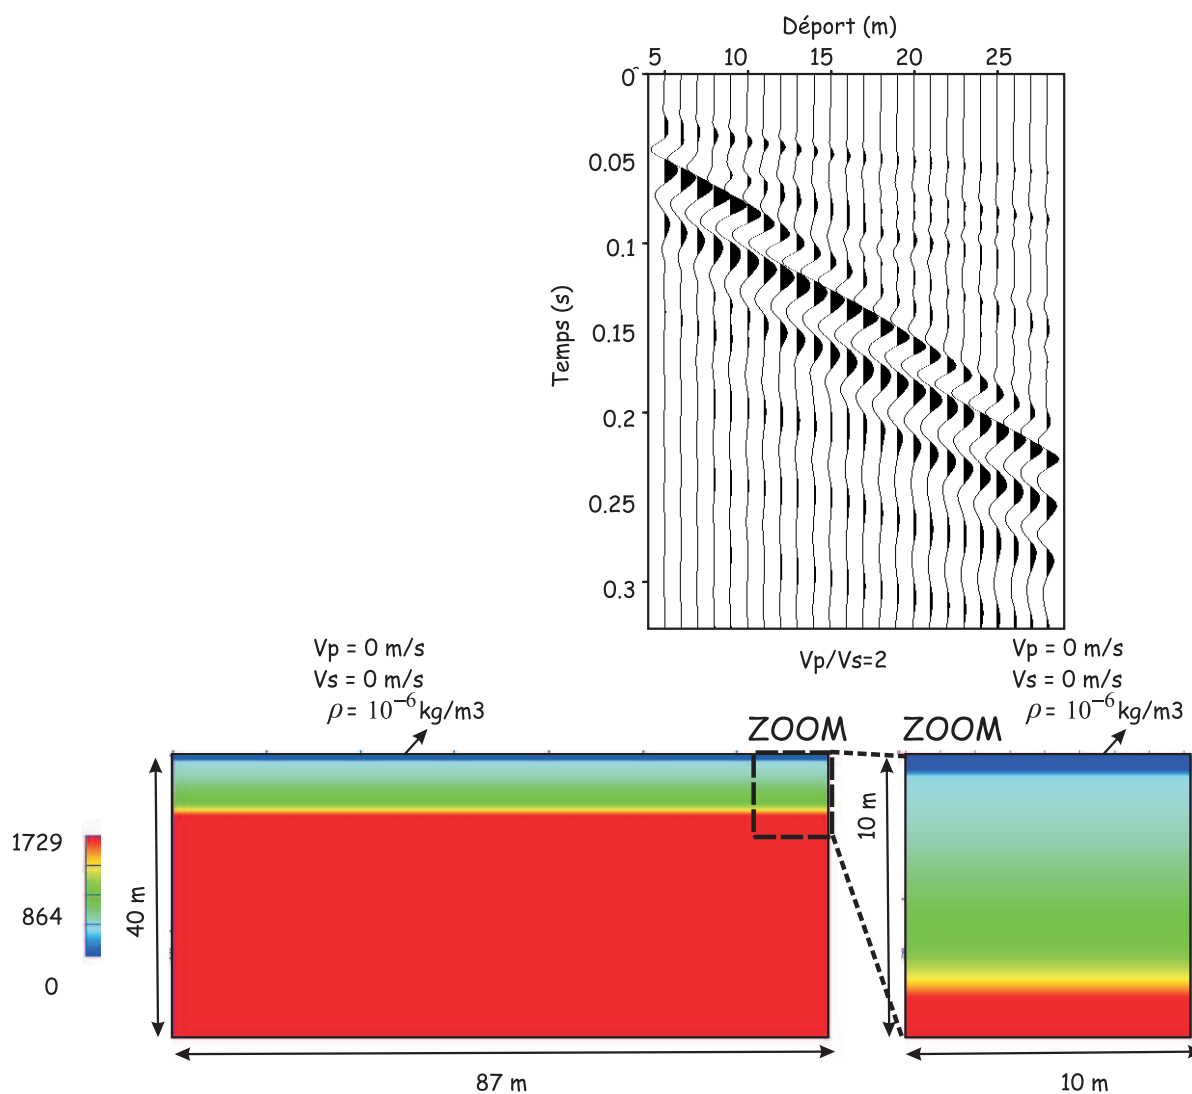 Déport (m)
5 10 15 20 25
0
0.05
0.1
0.15
0.2
0.25
0.3
Temps (s)
Vp/Vs=2
Vp = 0 m/s
Vs = 0 m/s
ρ = 10⁻⁶ kg/m3
Vp = 0 m/s
Vs = 0 m/s
ρ = 10⁻⁶ kg/m3
ZOOM
ZOOM
1729
864
0
40 m
87 m
10 m
10 m